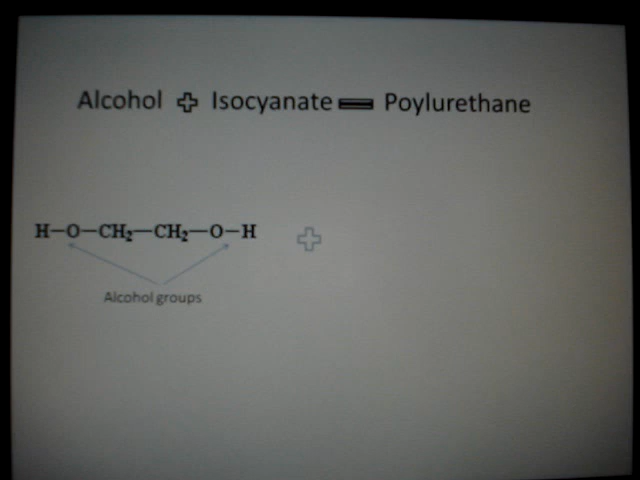 Alcohol + Isocyanate = Poylurethane
H-O-CH₂-CH₂-O-H +
Alcohol groups